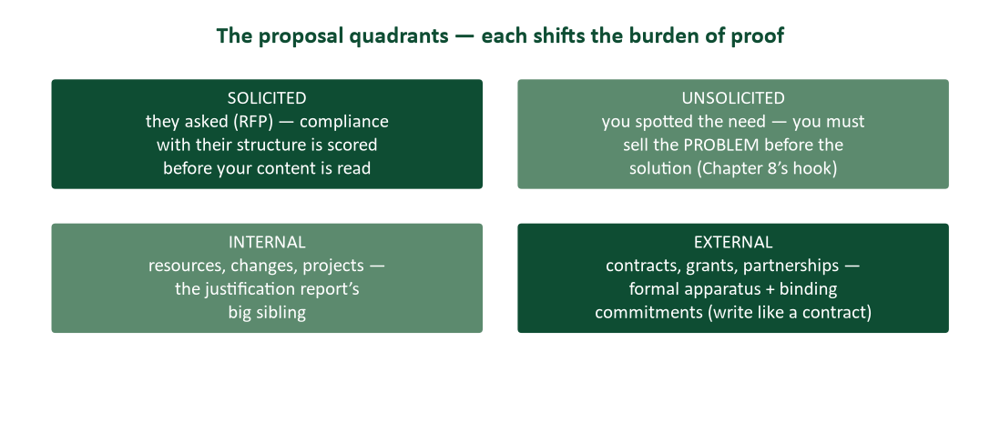 The proposal quadrants — each shifts the burden of proof
SOLICITED
they asked (RFP) — compliance
with their structure is scored
before your content is read
UNSOLICITED
you spotted the need — you must
sell the PROBLEM before the
solution (Chapter 8’s hook)
INTERNAL
resources, changes, projects —
the justification report’s
big sibling
EXTERNAL
contracts, grants, partnerships —
formal apparatus + binding
commitments (write like a contract)